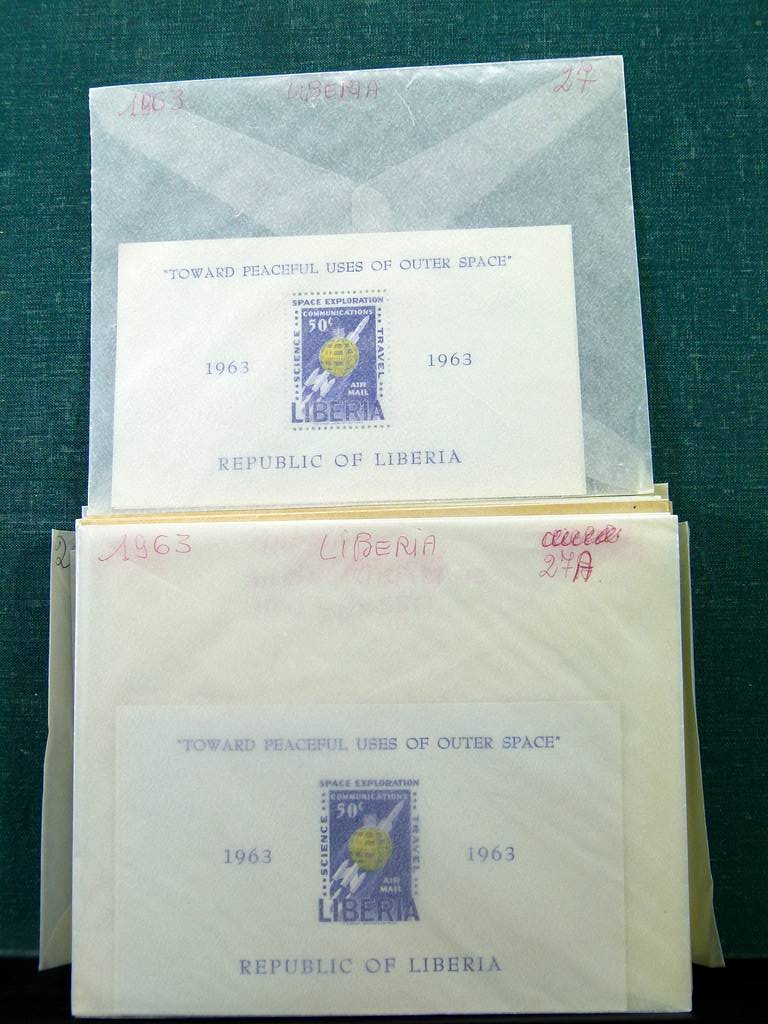 1963 LIBERIA 27
"TOWARD PEACEFUL USES OF OUTER SPACE"
SPACE EXPLORATION
COMMUNICATIONS
50¢
SCIENCE
TRAVEL
1963 1963
AIR
MAIL
LIBERIA
REPUBLIC OF LIBERIA
2
1963 LIBERIA
27A
"TOWARD PEACEFUL USES OF OUTER SPACE"
SPACE EXPLORATION
COMMUNICATIONS
50¢
SCIENCE
TRAVEL
1963 1963
AIR
MAIL
LIBERIA
REPUBLIC OF LIBERIA